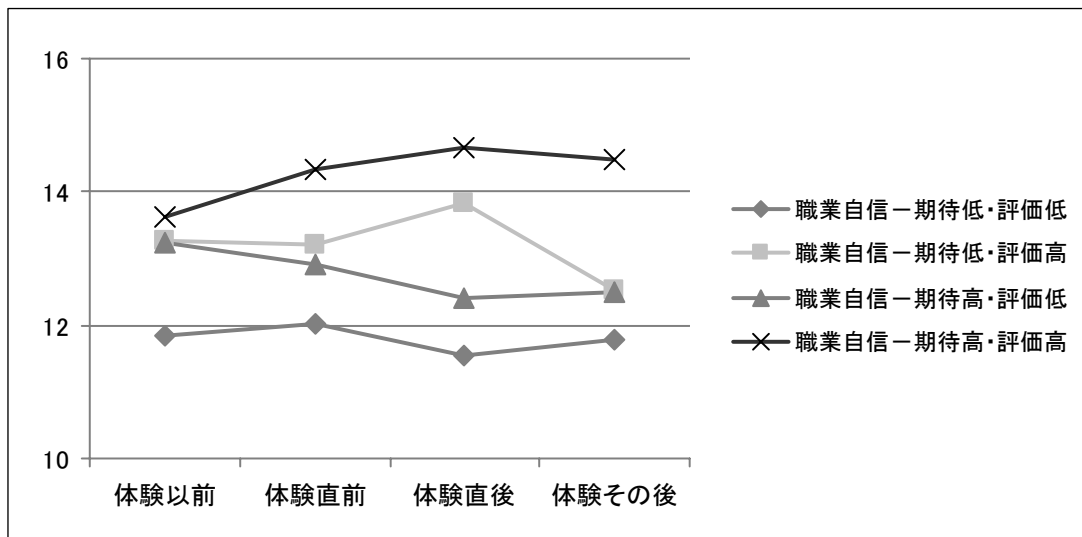 16
14
12
10
体験以前
体験直前
体験直後
体験その後
職業自信－期待低・評価低
職業自信－期待低・評価高
職業自信－期待高・評価低
職業自信－期待高・評価高